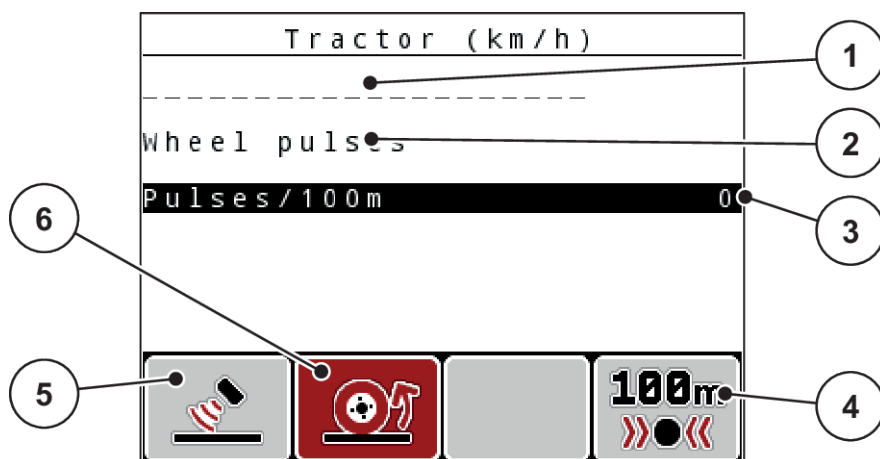 Tractor (km/h)
1
Wheel pulses
2
Pulses/100m 0
3
6
5
100m
4